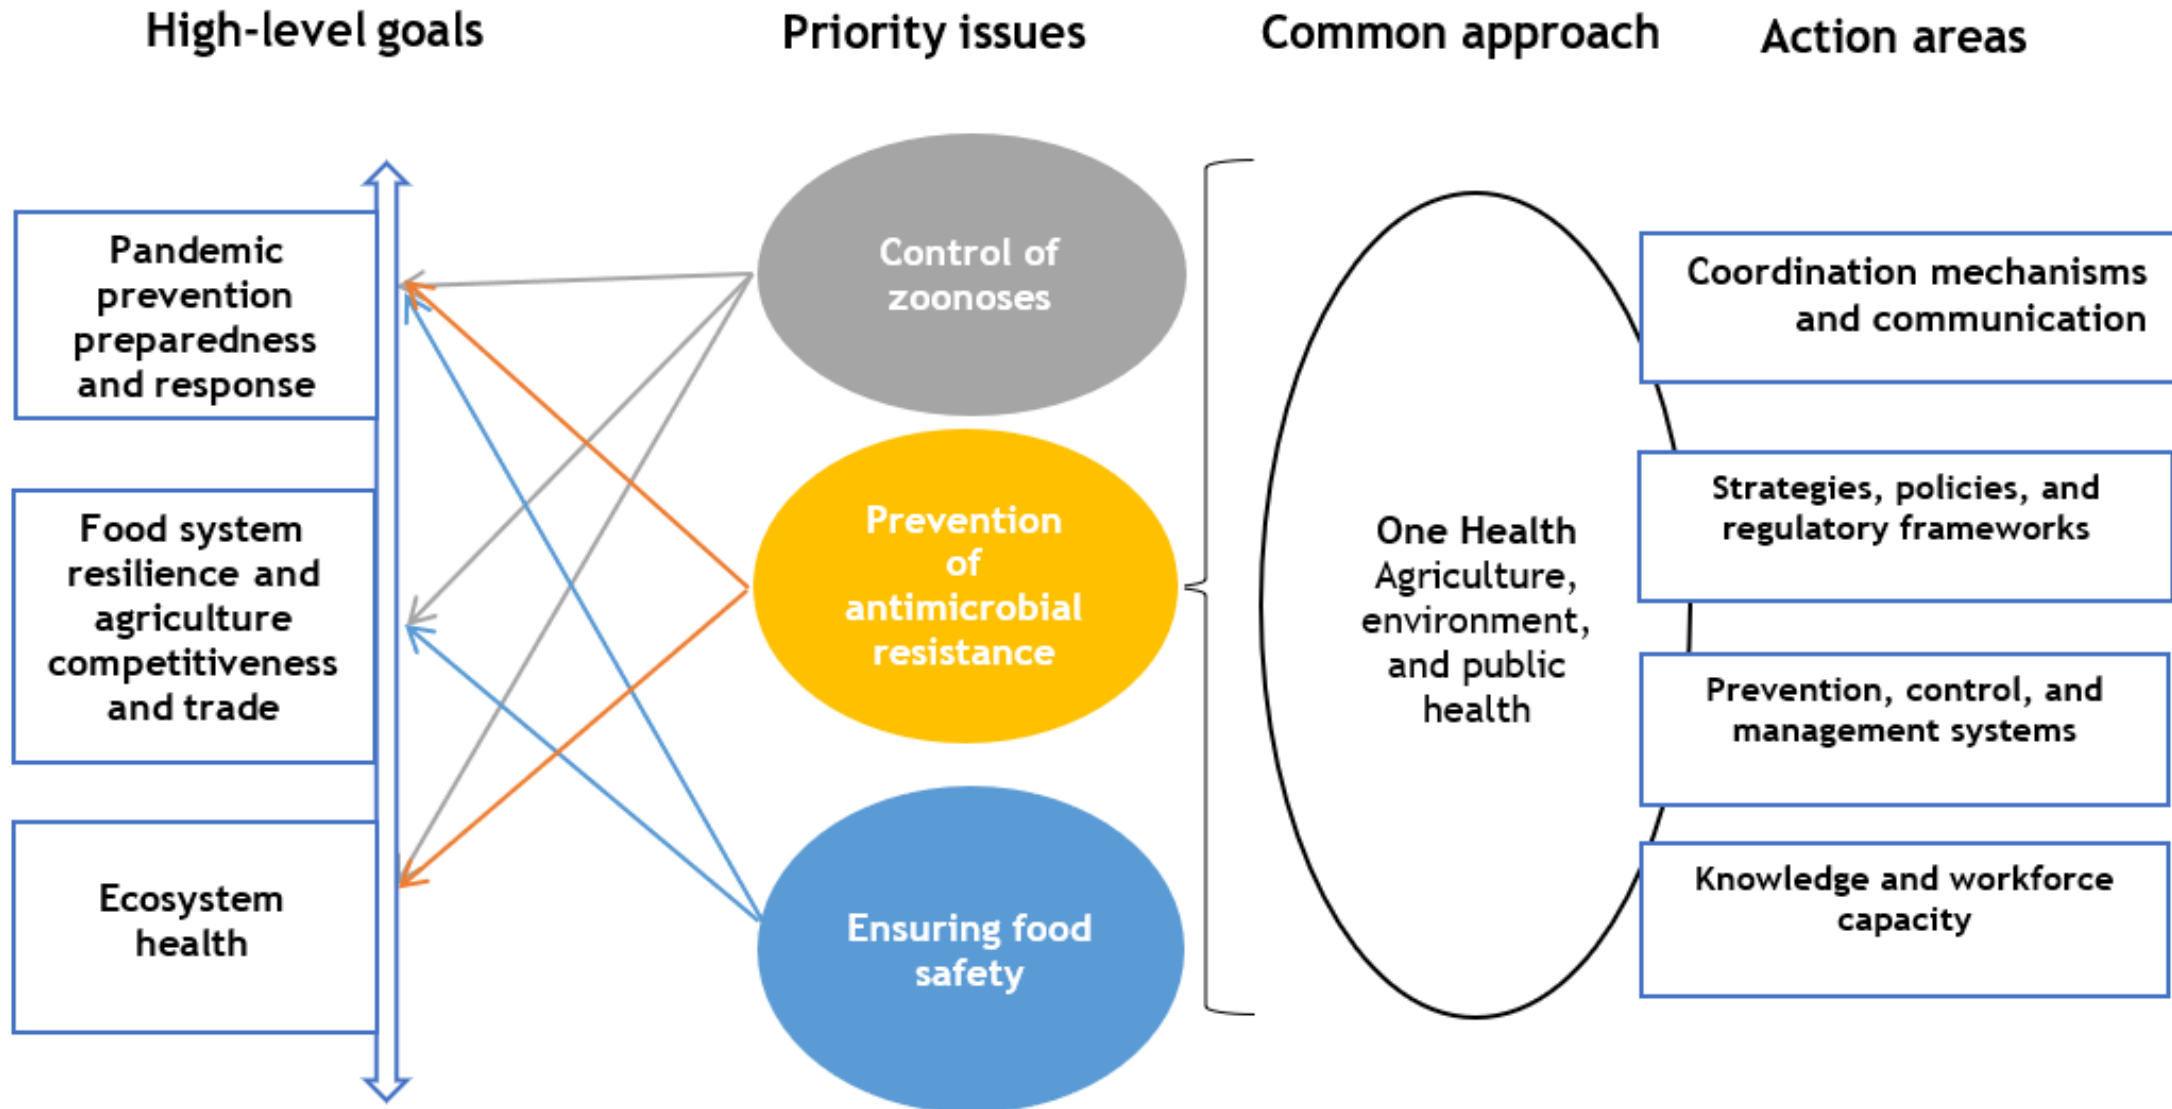 High-level goals
Priority issues
Common approach
Action areas
Pandemic
prevention
preparedness
and response
Food system
resilience and
agriculture
competitiveness
and trade
Ecosystem
health
Control of
zoonoses
Prevention
of
antimicrobial
resistance
Ensuring food
safety
One Health
Agriculture,
environment,
and public
health
Coordination mechanisms
and communication
Strategies, policies, and
regulatory frameworks
Prevention, control, and
management systems
Knowledge and workforce
capacity